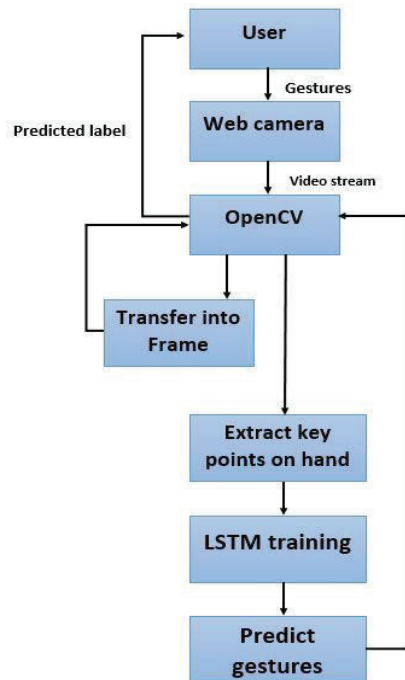 User
Gestures
Predicted label
Web camera
Video stream
OpenCV
Transfer into
Frame
Extract key
points on hand
LSTM training
Predict
gestures